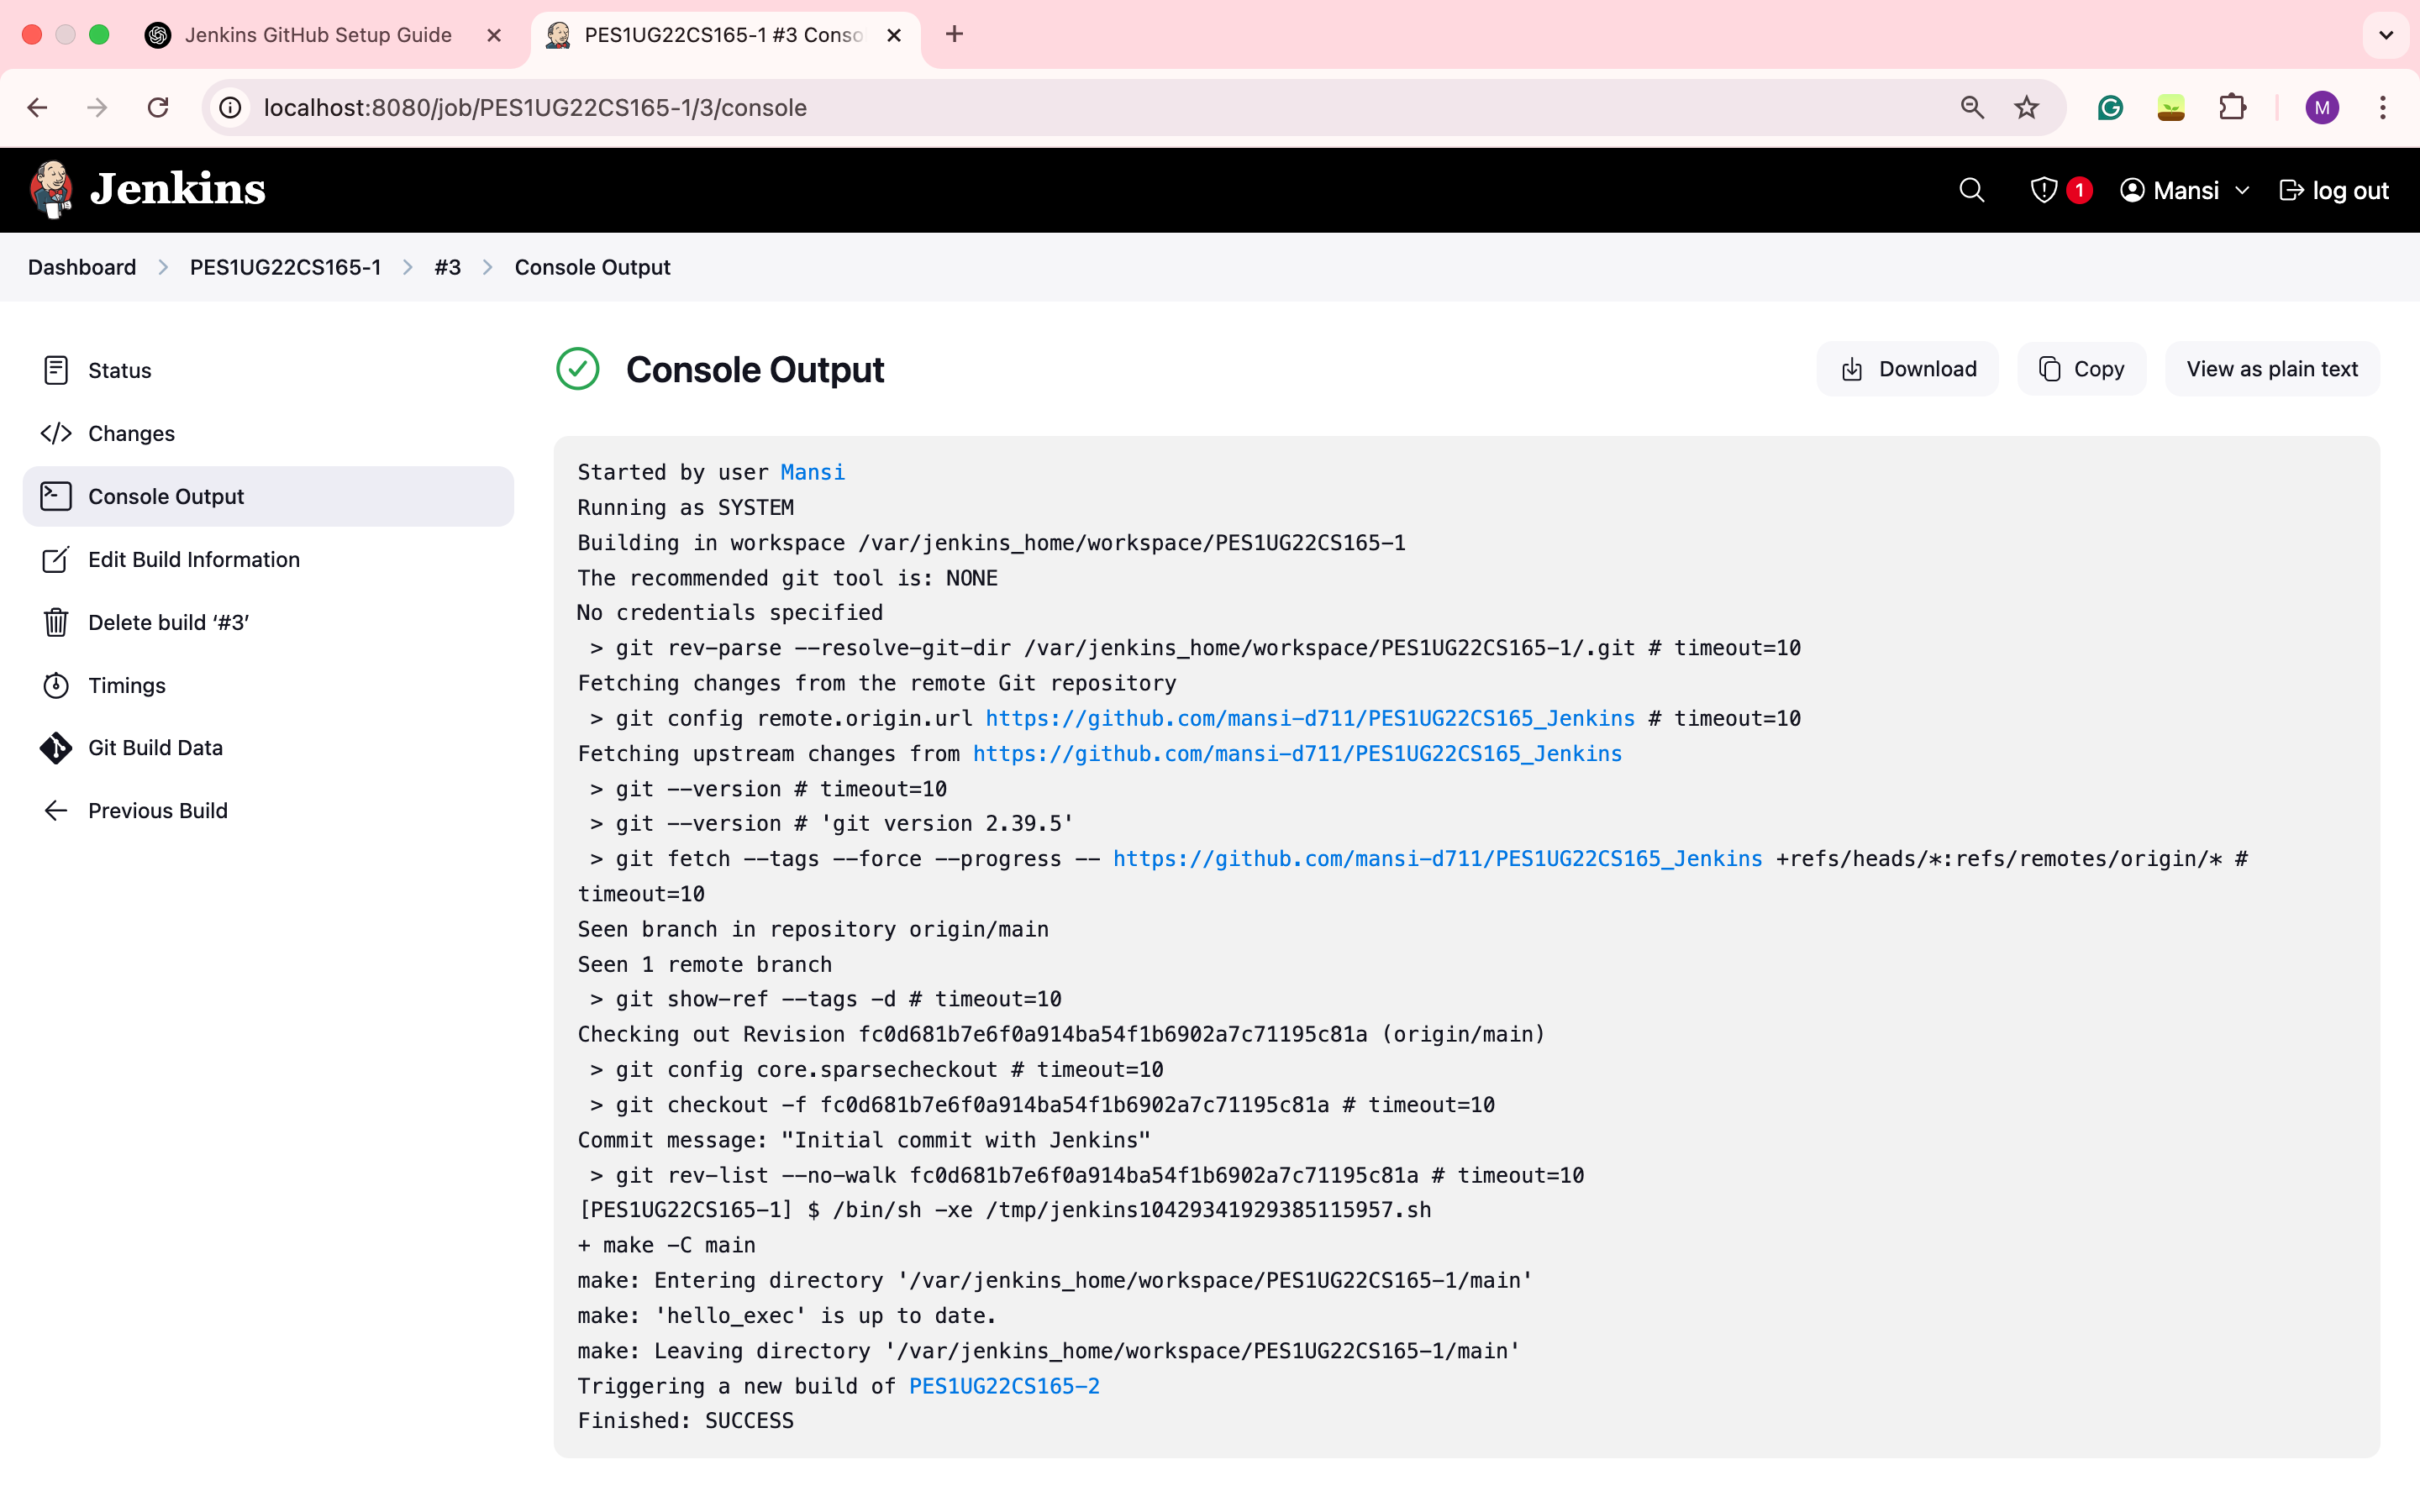 Jenkins GitHub Setup Guide
PES1UG22CS165-1 #3 Conso
localhost:8080/job/PES1UG22CS165-1/3/console
M
Jenkins
1
Mansi
log out
Dashboard
PES1UG22CS165-1
#3
Console Output
Status
Changes
Console Output
Edit Build Information
Delete build ‘#3’
Timings
Git Build Data
Previous Build
Console Output
Download
Copy
View as plain text
Started by user Mansi
Running as SYSTEM
Building in workspace /var/jenkins_home/workspace/PES1UG22CS165-1
The recommended git tool is: NONE
No credentials specified
> git rev-parse --resolve-git-dir /var/jenkins_home/workspace/PES1UG22CS165-1/.git # timeout=10
Fetching changes from the remote Git repository
> git config remote.origin.url https://github.com/mansi-d711/PES1UG22CS165_Jenkins # timeout=10
Fetching upstream changes from https://github.com/mansi-d711/PES1UG22CS165_Jenkins
> git --version # timeout=10
> git --version # 'git version 2.39.5'
> git fetch --tags --force --progress -- https://github.com/mansi-d711/PES1UG22CS165_Jenkins +refs/heads/*:refs/remotes/origin/* #
timeout=10
Seen branch in repository origin/main
Seen 1 remote branch
> git show-ref --tags -d # timeout=10
Checking out Revision fc0d681b7e6f0a914ba54f1b6902a7c71195c81a (origin/main)
> git config core.sparsecheckout # timeout=10
> git checkout -f fc0d681b7e6f0a914ba54f1b6902a7c71195c81a # timeout=10
Commit message: "Initial commit with Jenkins"
> git rev-list --no-walk fc0d681b7e6f0a914ba54f1b6902a7c71195c81a # timeout=10
[PES1UG22CS165-1] $ /bin/sh -xe /tmp/jenkins10429341929385115957.sh
+ make -C main
make: Entering directory '/var/jenkins_home/workspace/PES1UG22CS165-1/main'
make: 'hello_exec' is up to date.
make: Leaving directory '/var/jenkins_home/workspace/PES1UG22CS165-1/main'
Triggering a new build of PES1UG22CS165-2
Finished: SUCCESS